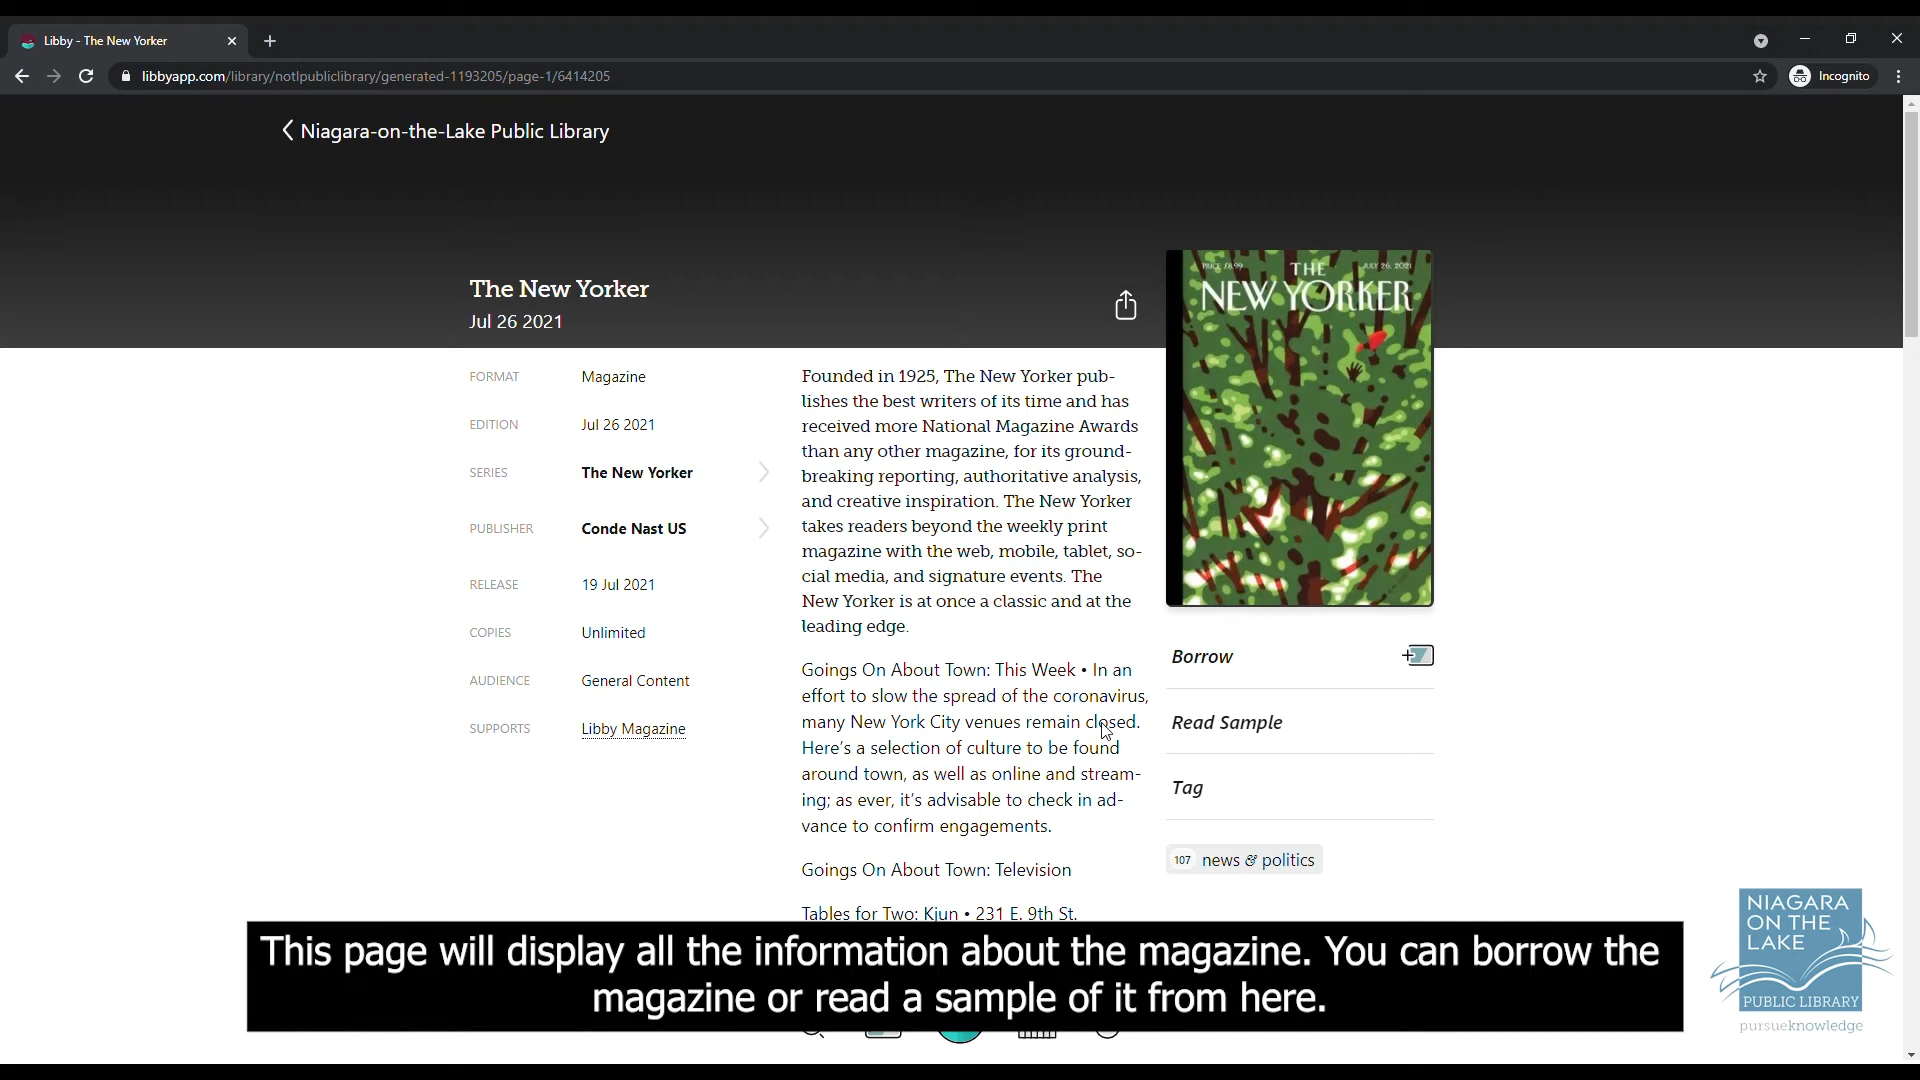 Libby - The New Yorker
libbyapp.com/library/notlpubliclibrary/generated-1193205/page-1/6414205
Incognito
Niagara-on-the-Lake Public Library
The New Yorker
Jul 26 2021
FORMAT Magazine
EDITION Jul 26 2021
SERIES The New Yorker
PUBLISHER Conde Nast US
RELEASE 19 Jul 2021
COPIES Unlimited
AUDIENCE General Content
SUPPORTS Libby Magazine
Founded in 1925, The New Yorker pub-
lishes the best writers of its time and has
received more National Magazine Awards
than any other magazine, for its ground-
breaking reporting, authoritative analysis,
and creative inspiration. The New Yorker
takes readers beyond the weekly print
magazine with the web, mobile, tablet, so-
cial media, and signature events. The
New Yorker is at once a classic and at the
leading edge.
Goings On About Town: This Week • In an
effort to slow the spread of the coronavirus,
many New York City venues remain closed.
Here's a selection of culture to be found
around town, as well as online and stream-
ing; as ever, it's advisable to check in ad-
vance to confirm engagements.
Goings On About Town: Television
Tables for Two: Kjun • 231 E. 9th St.
PRICE $8.99 THE JULY 26, 2021
NEW YORKER
Borrow
Read Sample
Tag
107 news & politics
This page will display all the information about the magazine. You can borrow the
magazine or read a sample of it from here.
NIAGARA
ON THE
LAKE
PUBLIC LIBRARY
pursueknowledge